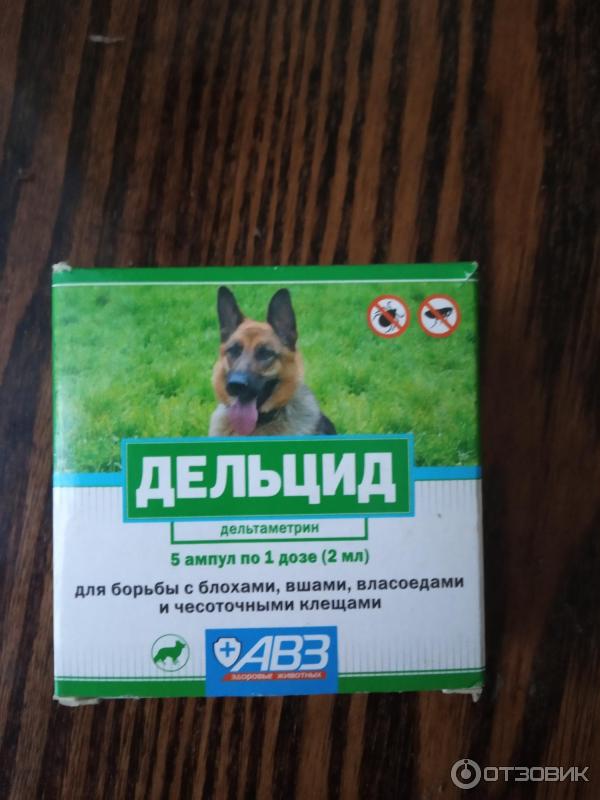 ДЕЛЬЦИД
дельтаметрин
5 ампул по 1 дозе (2 мл)
для борьбы с блохами, вшами, власоедами
и чесоточными клещами
АВЗ
здоровье животных
ОТЗОВИК